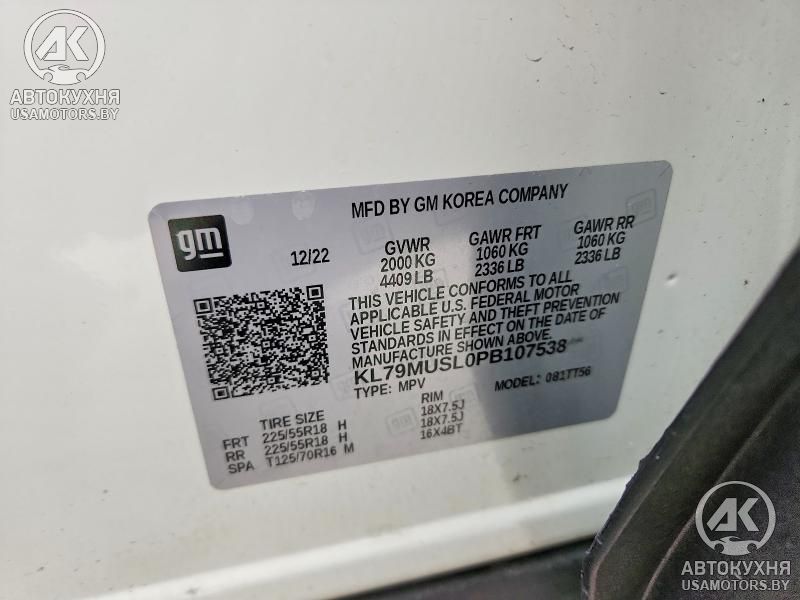 AK
АВТОКУХНЯ
USAMOTORS.BY
MFD BY GM KOREA COMPANY
gm
12/22
GVWR
2000 KG
4409 LB
GAWR FRT
1060 KG
2336 LB
GAWR RR
1060 KG
2336 LB
THIS VEHICLE CONFORMS TO ALL
APPLICABLE U.S. FEDERAL MOTOR
VEHICLE SAFETY AND THEFT PREVENTION
STANDARDS IN EFFECT ON THE DATE OF
MANUFACTURE SHOWN ABOVE.
KL79MUSL0PB107538
TYPE: MPV
MODEL: 081TT56
TIRE SIZE
RIM
FRT 225/55R18 H 18X7.5J
RR 225/55R18 H 18X7.5J
SPA T125/70R16 M 16X4BT
AK
АВТОКУХНЯ
USAMOTORS.BY